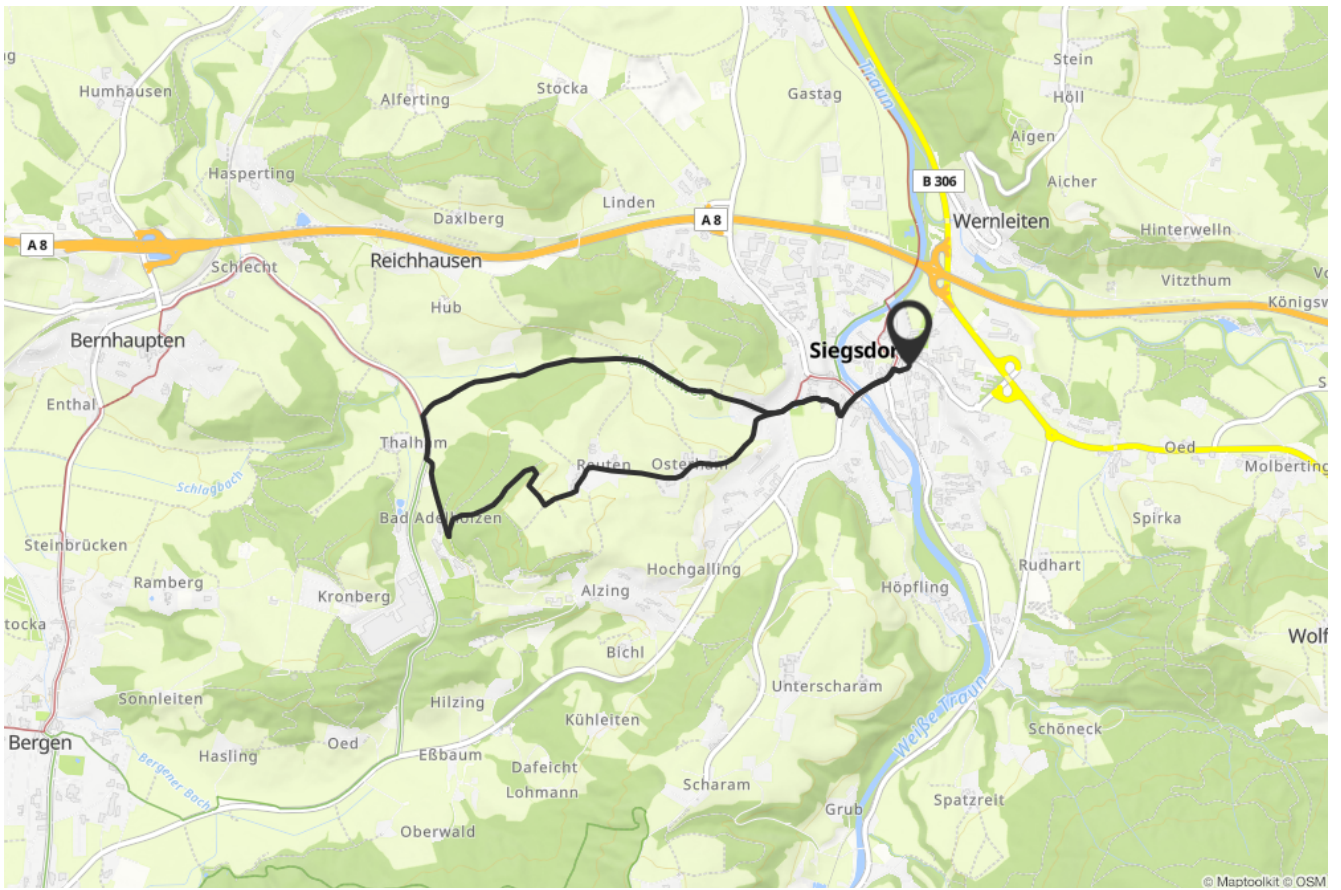 Humhausen
Alferting
Stocka
Gastag
Traun
Stein
Höll
Aigen
Aicher
B 306
Hasperting
Daxlberg
Linden
A 8
A 8
Reichhausen
Wernleiten
Hinterwelln
Schlecht
Vitzthum
Königsw
Hub
Bernhaupten
Siegsdor
Enthal
Thalham
Reuten
Osterham
Oed
Molberting
Schlagbach
Bad Adelholzen
Steinbrücken
Spirka
Ramberg
Kronberg
Alzing
Hochgalling
Höpfling
Rudhart
Bichl
Wolf
Sonnleiten
Hilzing
Kühleiten
Unterscharam
Weiße Traun
Schöneck
Bergen
Hasling
Oed
Eßbaum
Bergener Bach
Dafeicht
Lohmann
Scharam
Grub
Spatzreit
Oberwald
© Maptoolkit © OSM